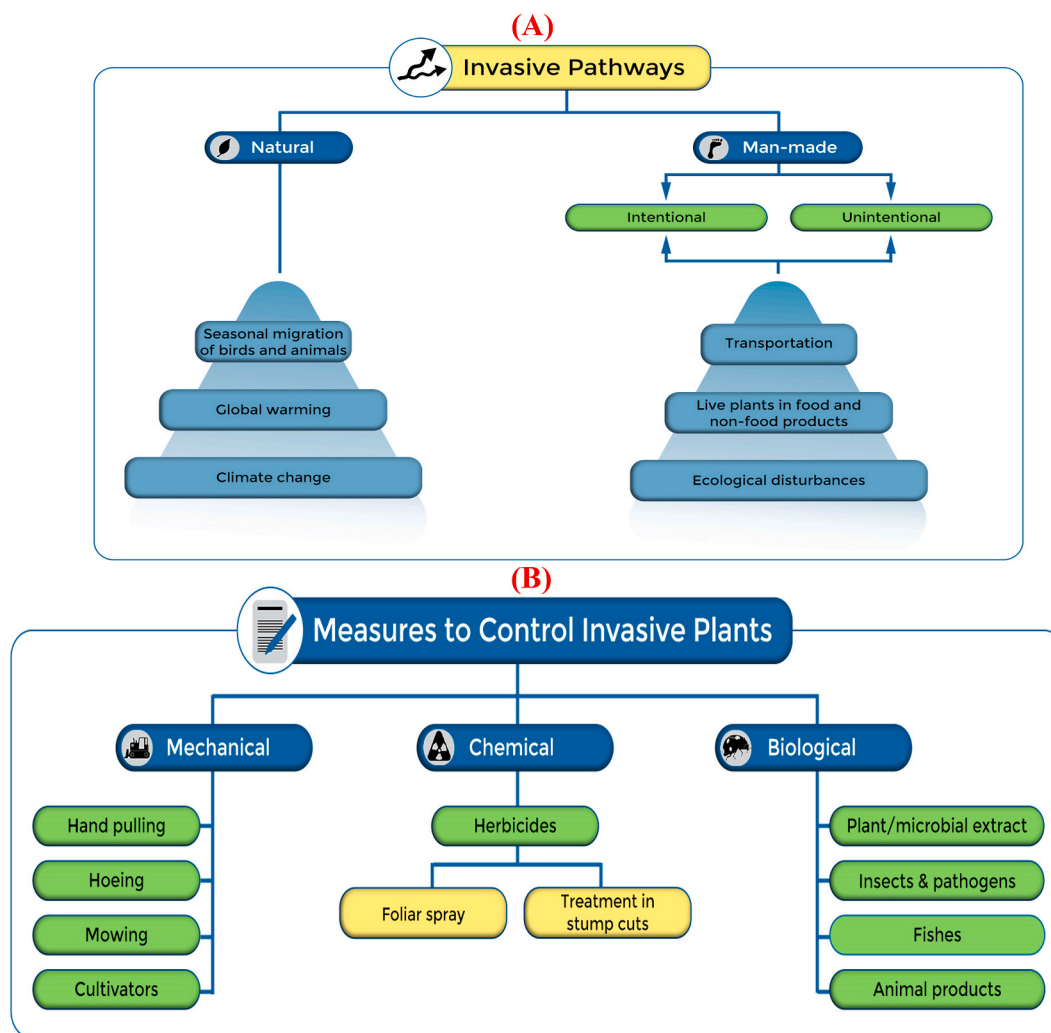 (A)
Invasive Pathways
Natural
Man-made
Intentional
Unintentional
Seasonal migration
of birds and animals
Global warming
Climate change
Transportation
Live plants in food and
non-food products
Ecological disturbances
(B)
Measures to Control Invasive Plants
Mechanical
Chemical
Biological
Hand pulling
Hoeing
Mowing
Cultivators
Herbicides
Foliar spray
Treatment in
stump cuts
Plant/microbial extract
Insects & pathogens
Fishes
Animal products